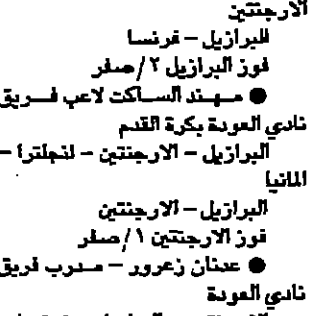 الارجنتين
البرازيل – فرنسا
فوز البرازيل ٢/صفر
● مهند الساكت لاعب فريق
نادي العودة بكرة القدم
البرازيل – الارجنتين – انجلترا –
المانيا
البرازيل – الارجنتين
فوز الارجنتين ١/صفر
● عدنان زعرور – مدرب فريق
نادي العودة